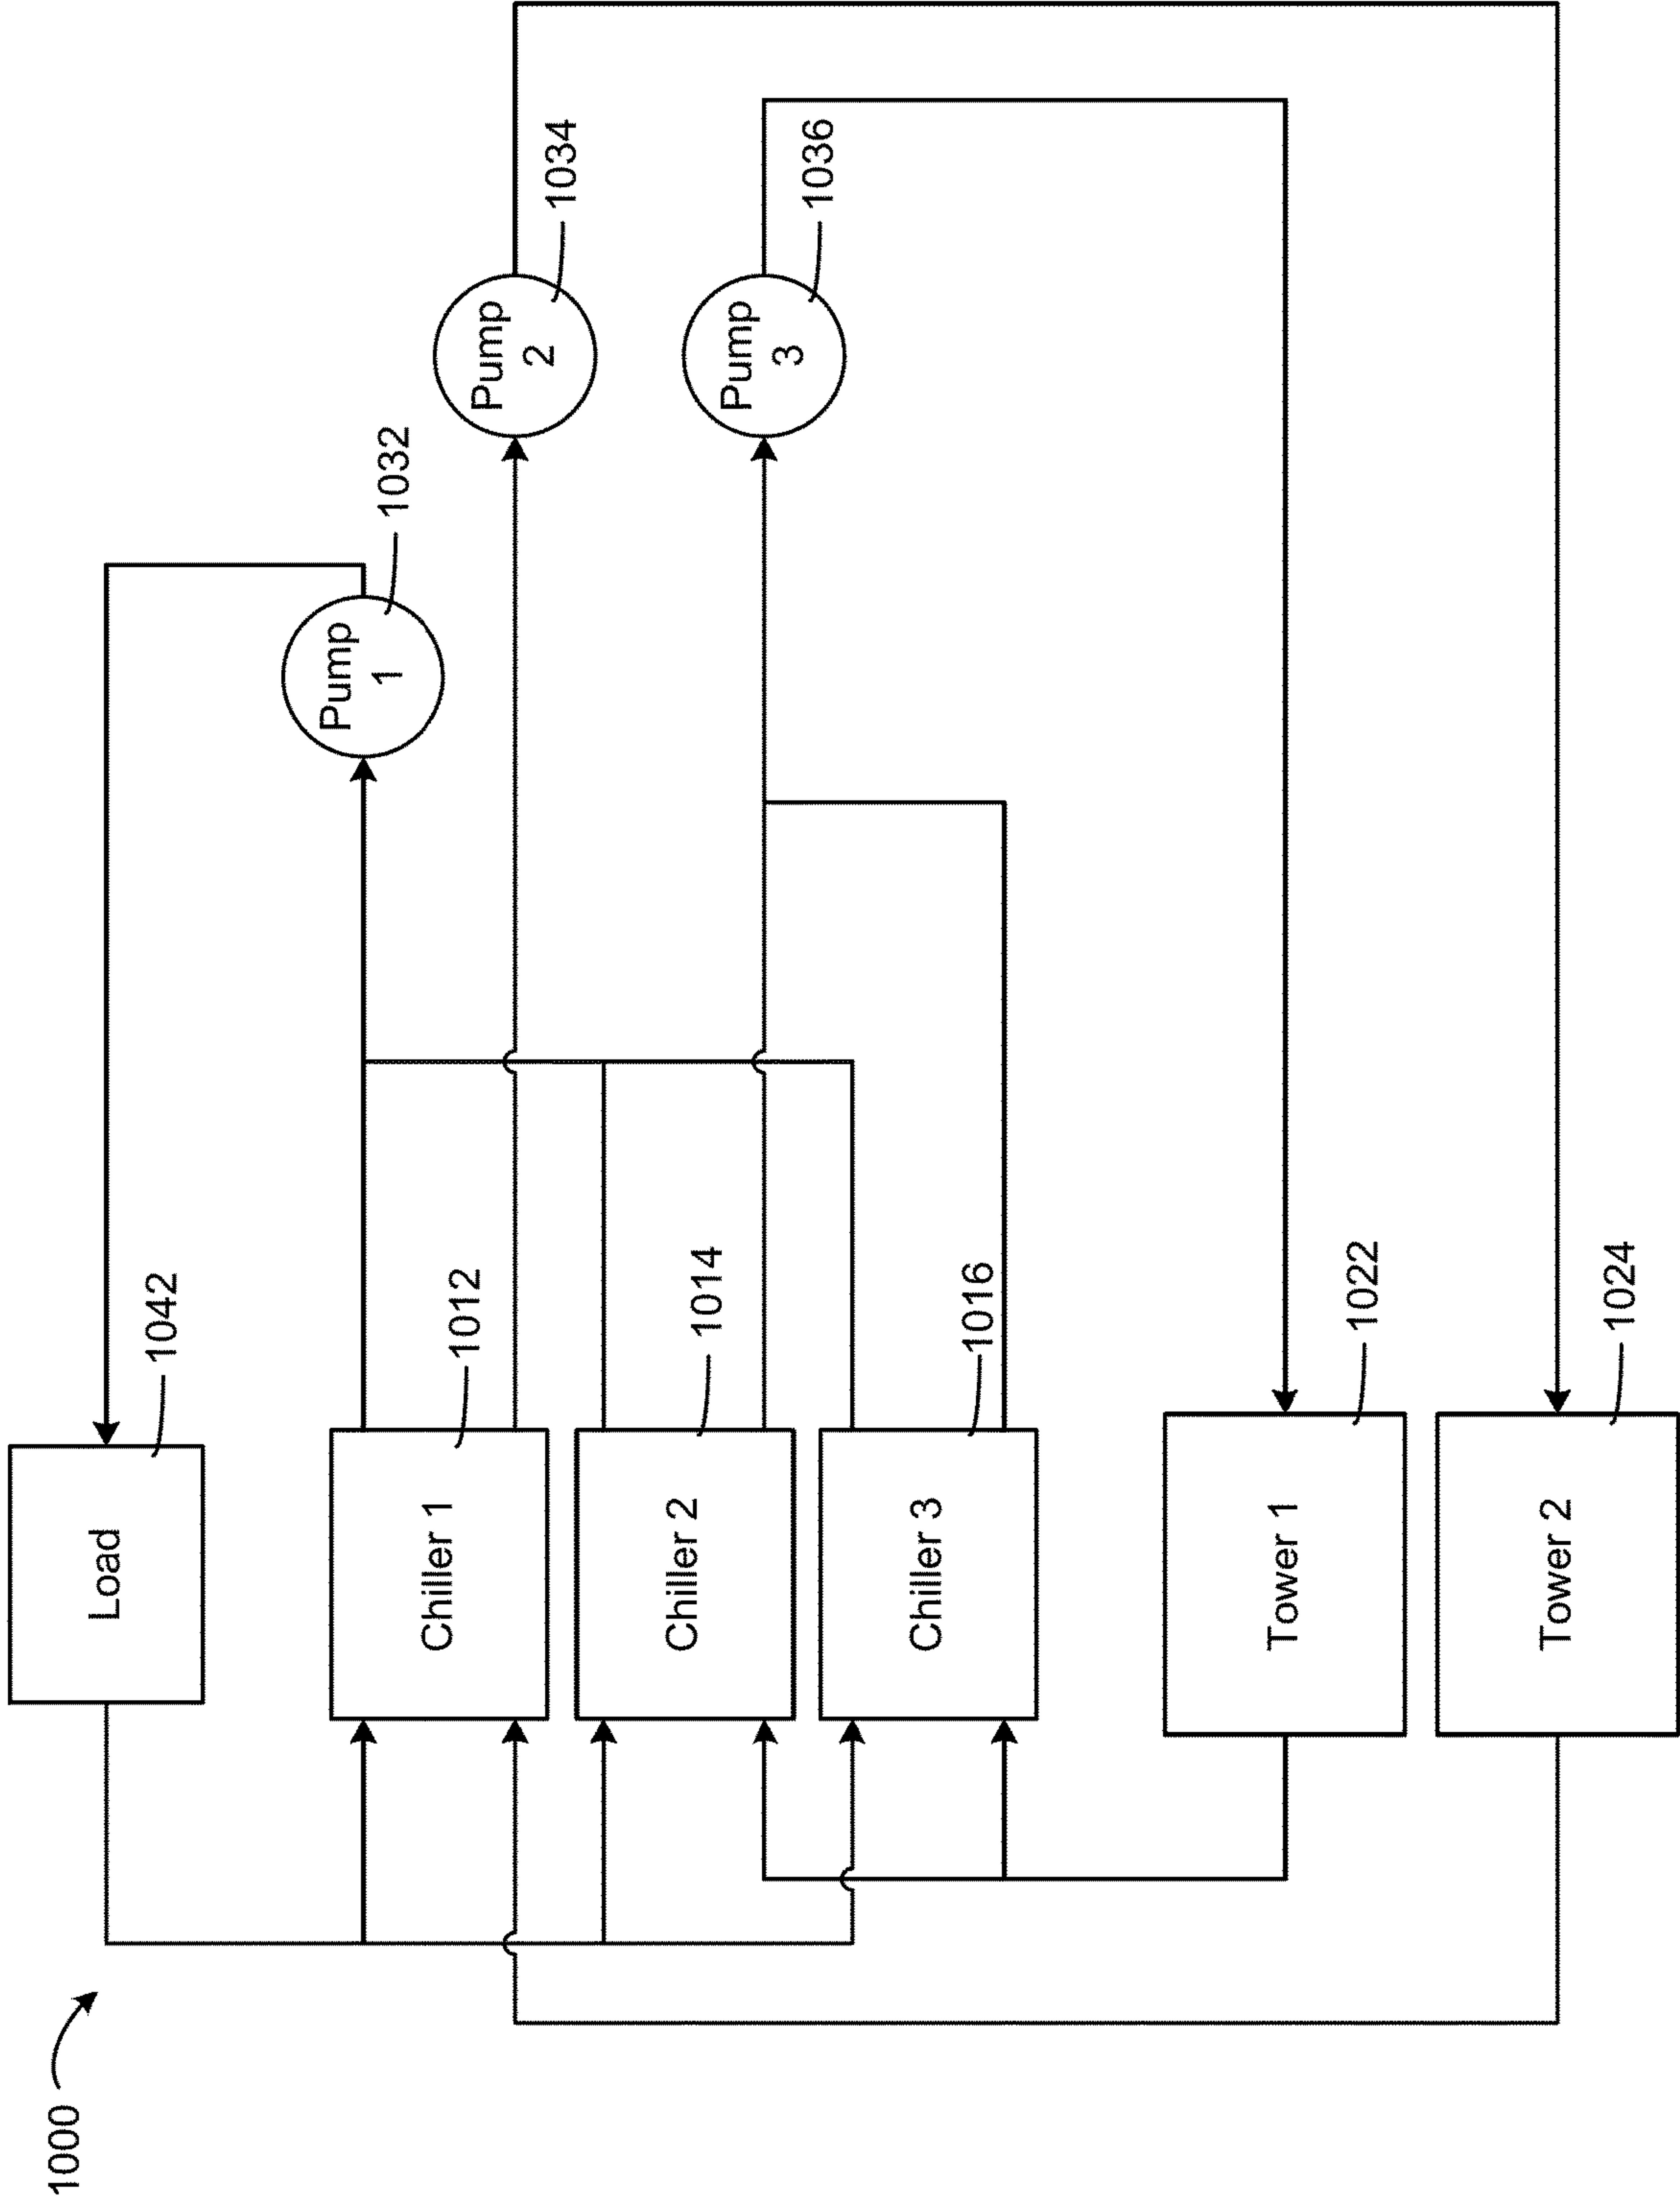 1000
Load
1042
Chiller 1
1012
Chiller 2
1014
Chiller 3
1016
Tower 1
1022
Tower 2
1024
Pump
1
1032
Pump
2
1034
Pump
3
1036